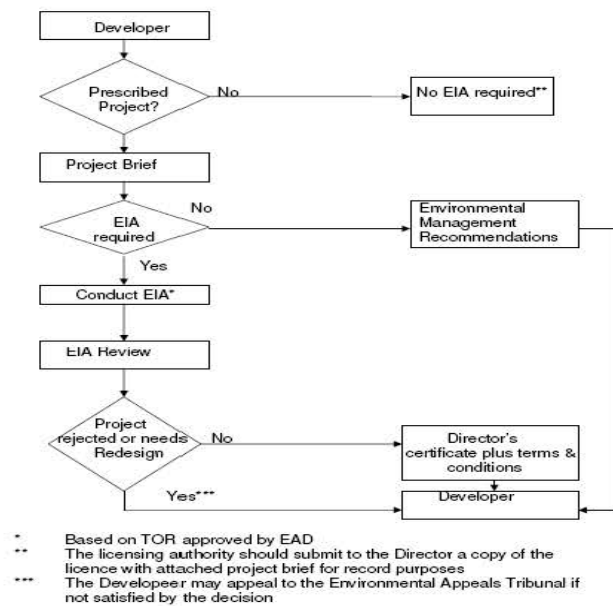 Developer
Prescribed
Project?
No
No EIA required**
Project Brief
EIA
required
No
Environmental
Management
Recommendations
Yes
Conduct EIA*
EIA Review
Project
rejected or needs
Redesign
No
Director's
certificate plus terms &
conditions
Yes***
Developer
* Based on TOR approved by EAD
** The licensing authority should submit to the Director a copy of the
licence with attached project brief for record purposes
*** The Developeer may appeal to the Environmental Appeals Tribunal if
not satisfied by the decision